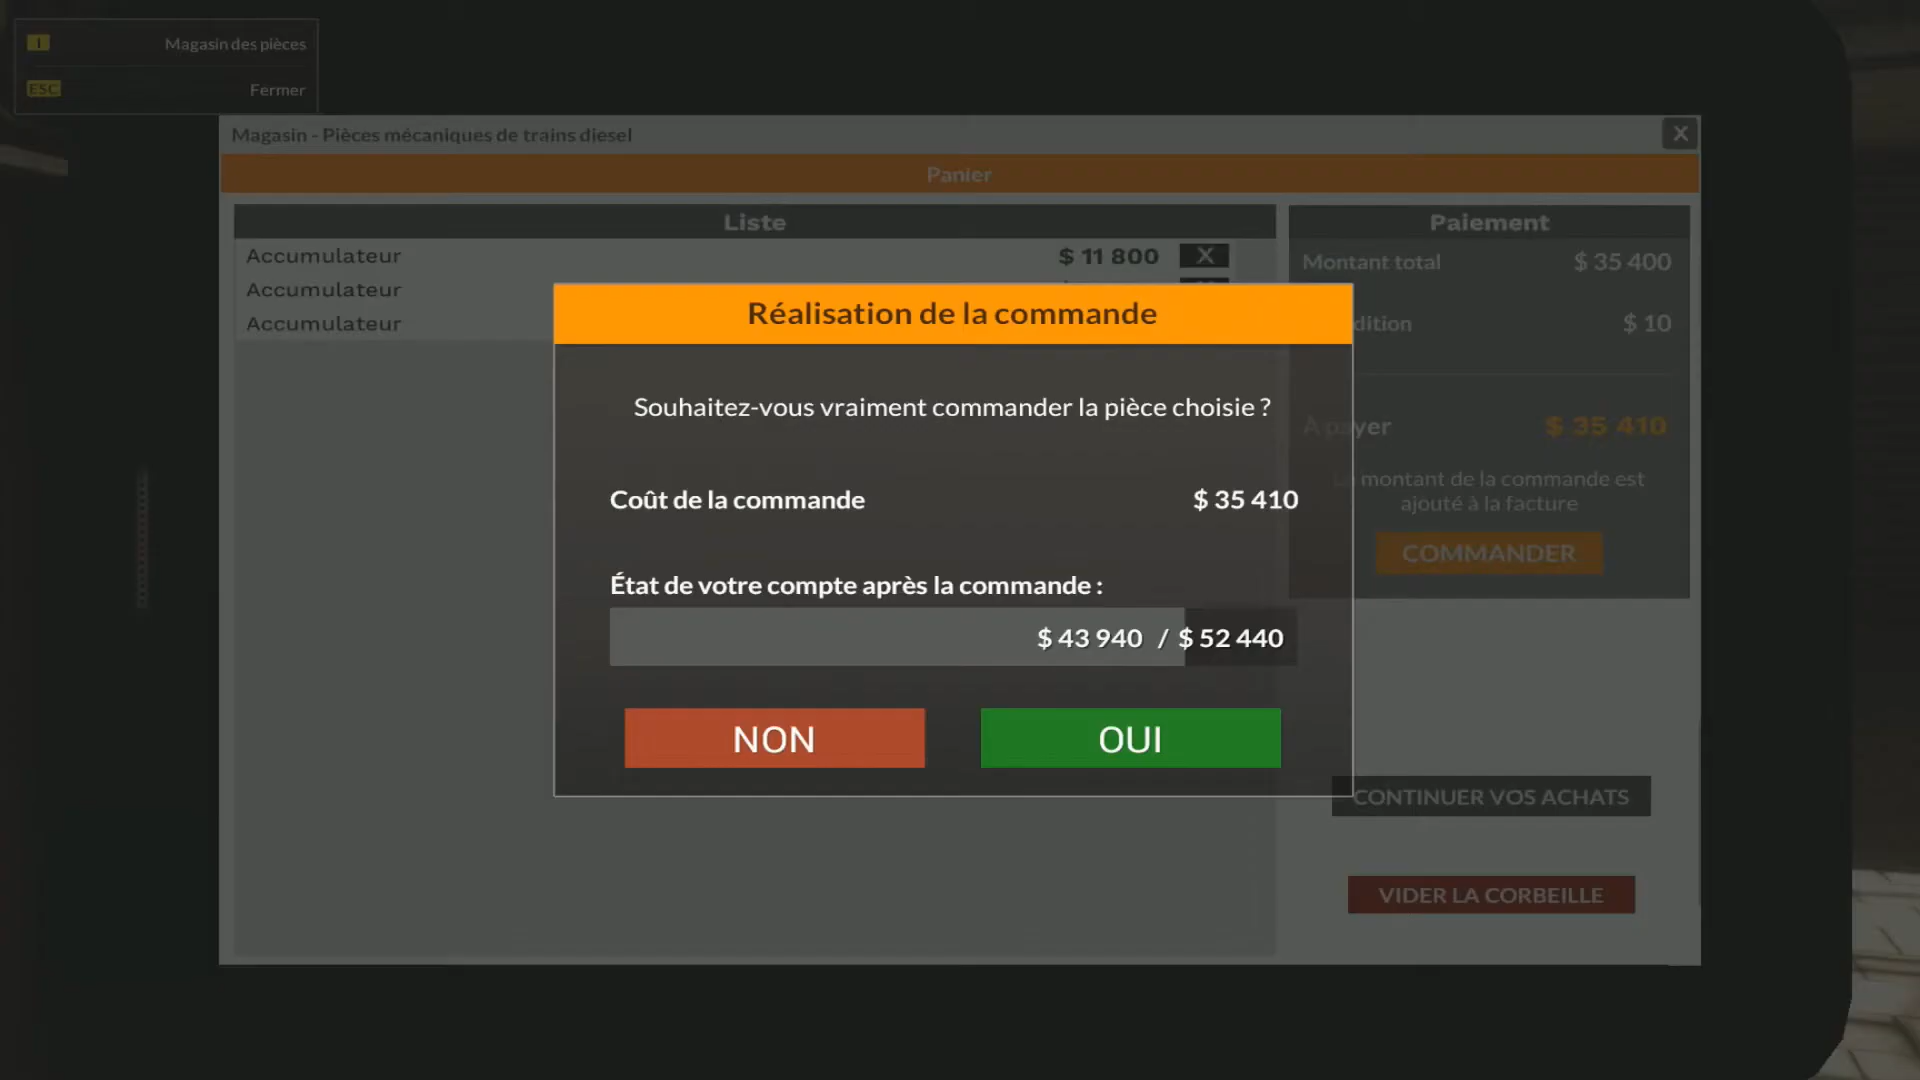 I Magasin des pièces
ESC Fermer
Magasin - Pièces mécaniques de trains diesel X
Panier
Liste
Paiement
Accumulateur $ 11 800 X
Accumulateur
Accumulateur
Montant total $ 35 400
dition $ 10
A payer $ 35 410
montant de la commande est
ajouté à la facture
COMMANDER
Réalisation de la commande
Souhaitez-vous vraiment commander la pièce choisie ?
Coût de la commande $ 35 410
État de votre compte après la commande :
$ 43 940 / $ 52 440
NON OUI
CONTINUER VOS ACHATS
VIDER LA CORBEILLE